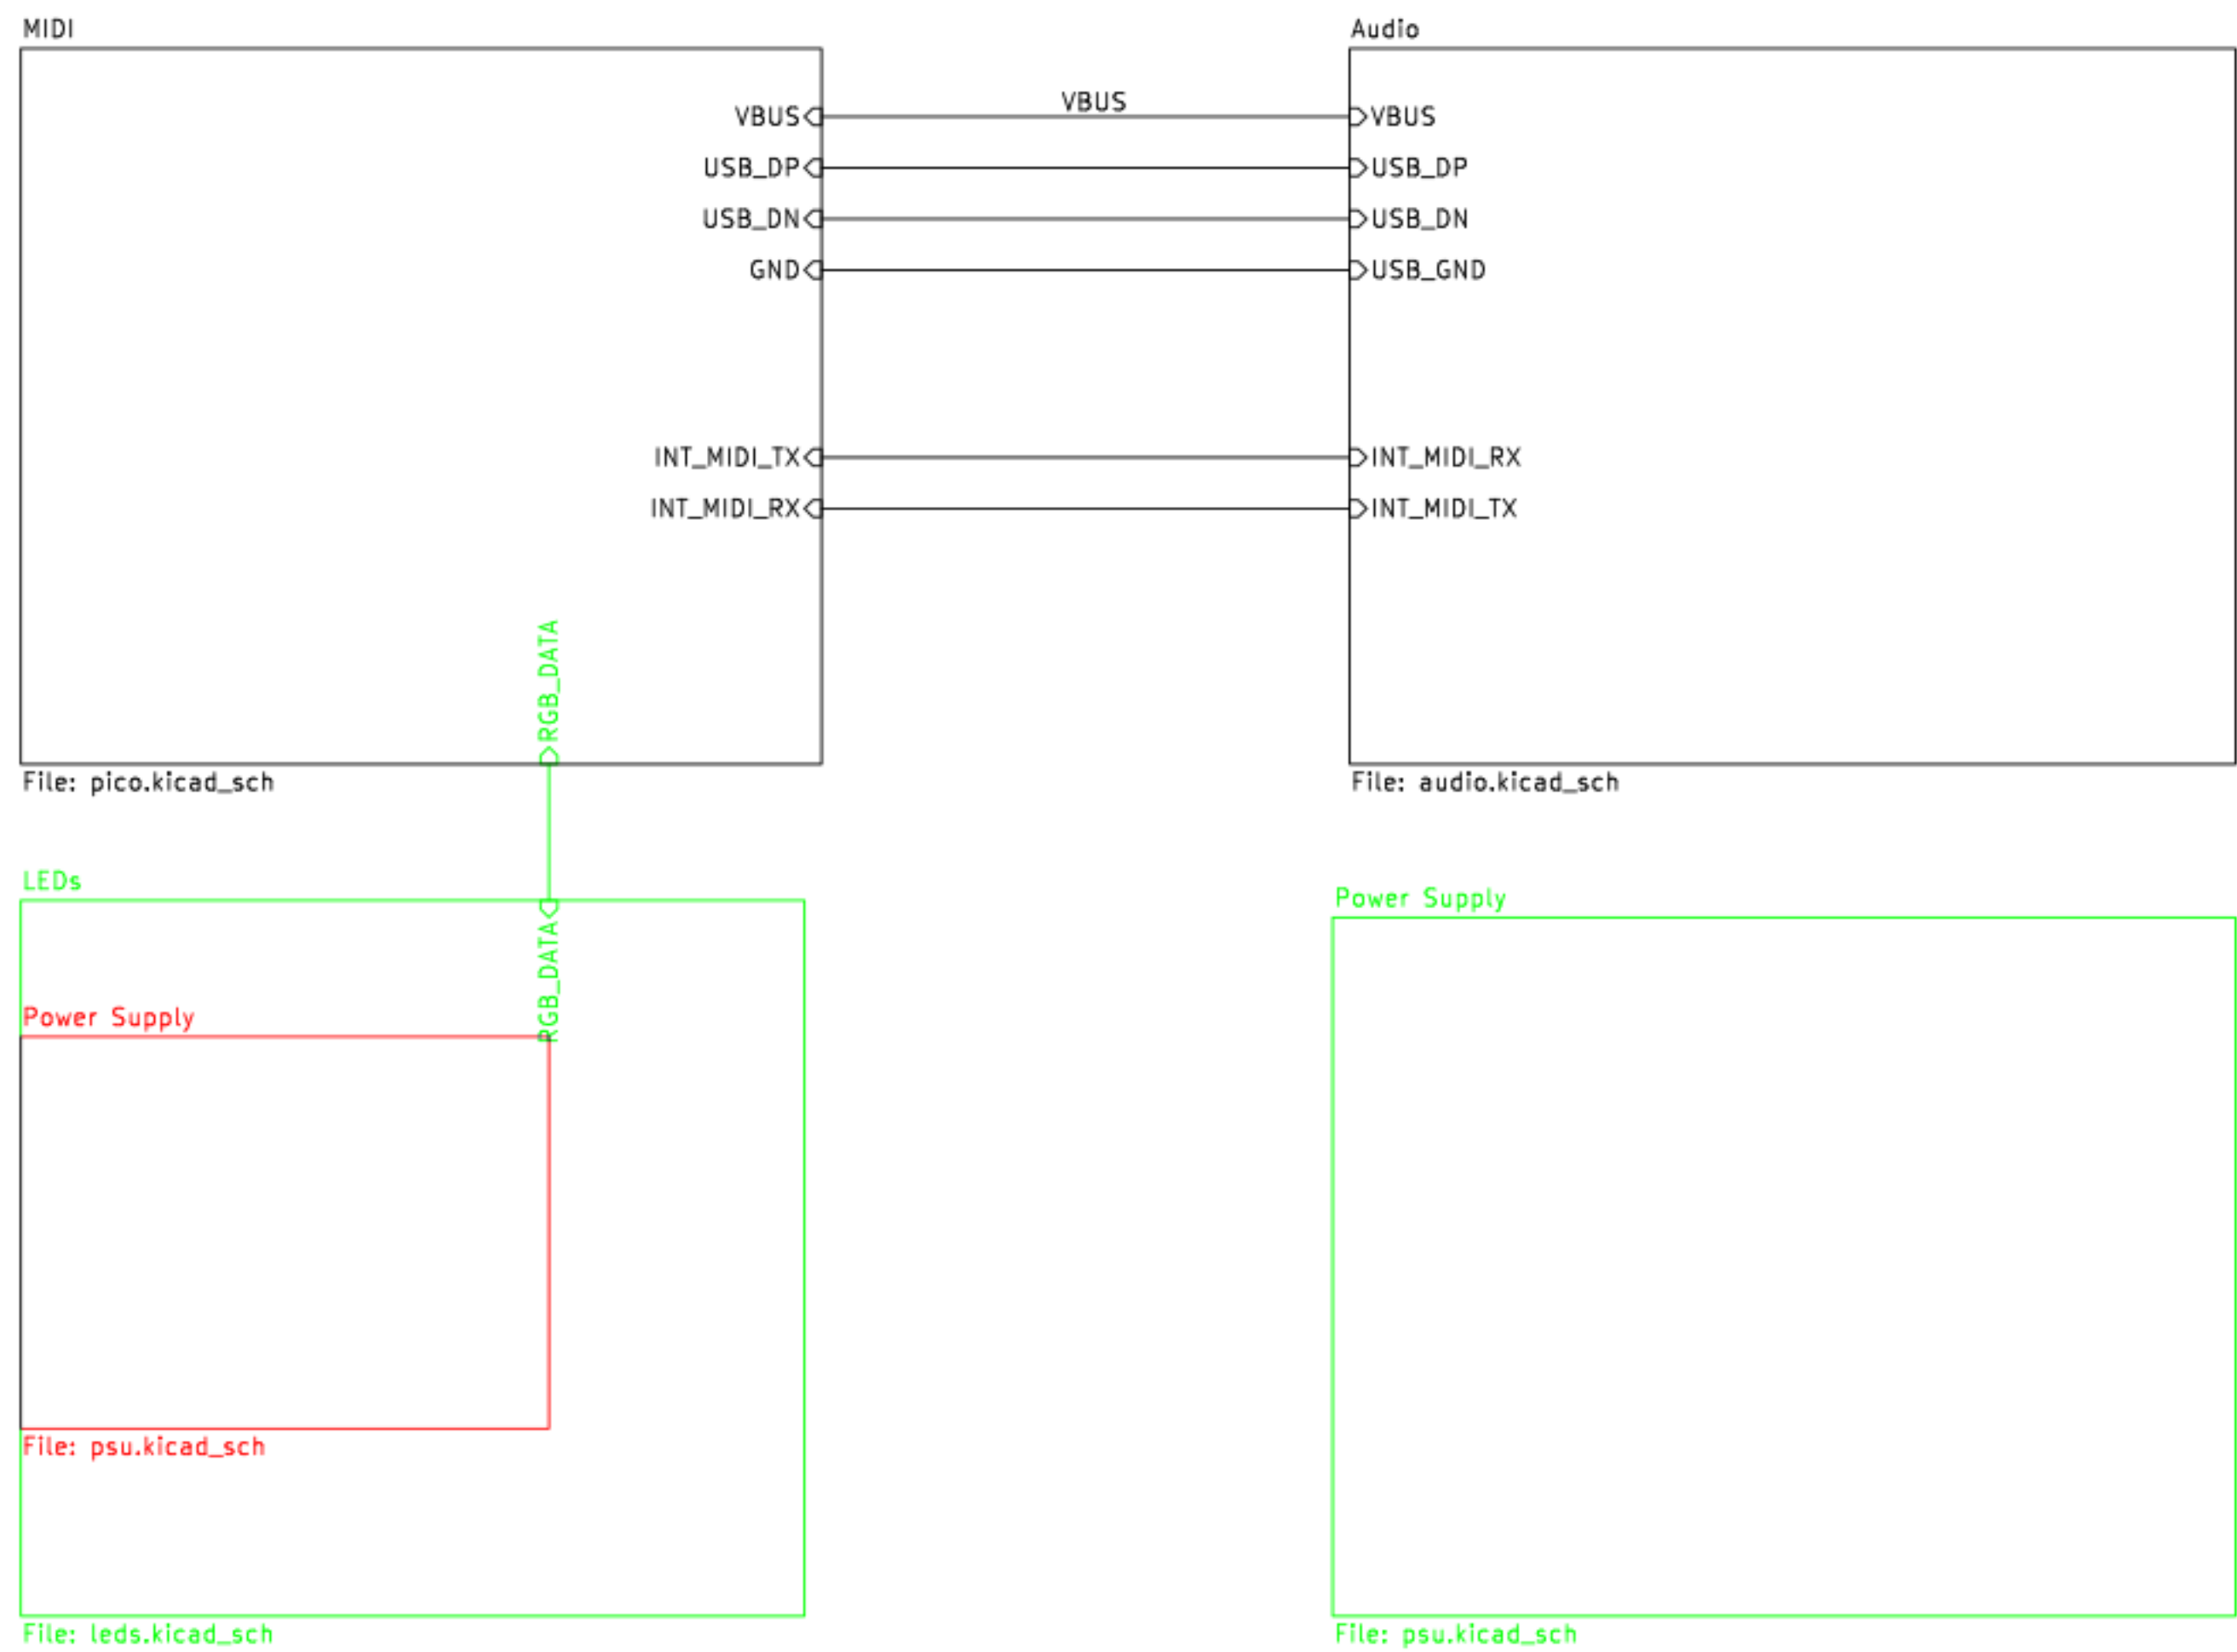 MIDI
Audio
VBUS
VBUS
VBUS
USB_DP
USB_DP
USB_DN
USB_DN
GND
USB_GND
INT_MIDI_TX
INT_MIDI_RX
INT_MIDI_RX
INT_MIDI_TX
RGB_DATA
File: pico.kicad_sch
File: audio.kicad_sch
LEDs
Power Supply
RGB_DATA
Power Supply
File: psu.kicad_sch
File: leds.kicad_sch
File: psu.kicad_sch